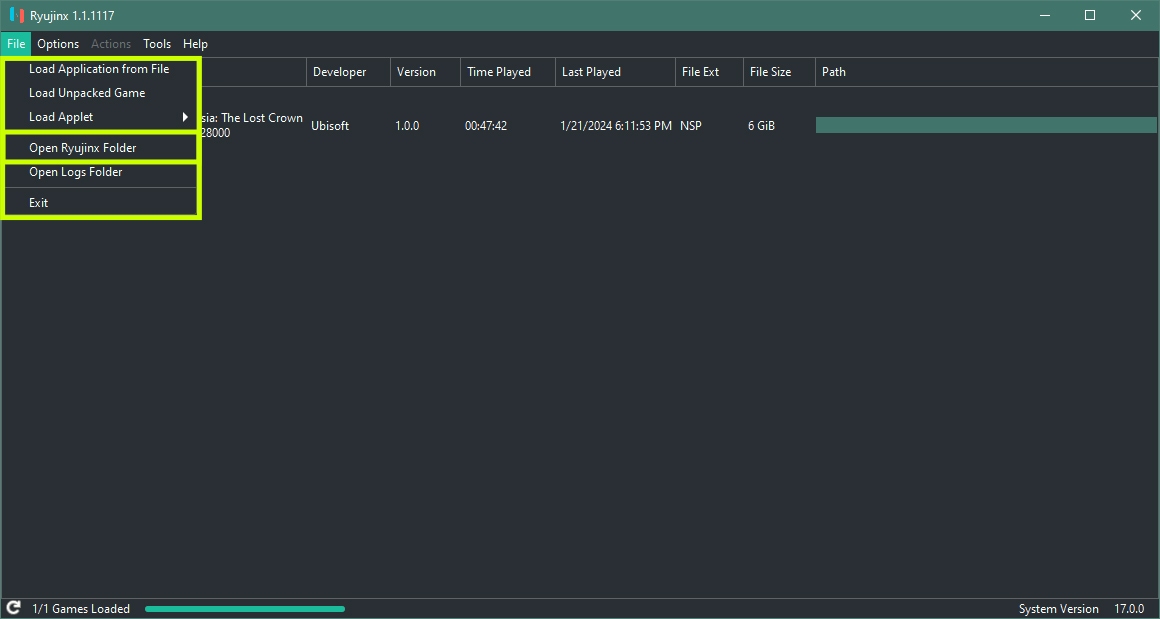 Ryujinx 1.1.1117
File Options Actions Tools Help
Load Application from File
Load Unpacked Game
Load Applet
Open Ryujinx Folder
Open Logs Folder
Exit
Developer Version Time Played Last Played File Ext File Size Path
sia: The Lost Crown
28000
Ubisoft 1.0.0 00:47:42 1/21/2024 6:11:53 PM NSP 6 GiB
1/1 Games Loaded
System Version 17.0.0